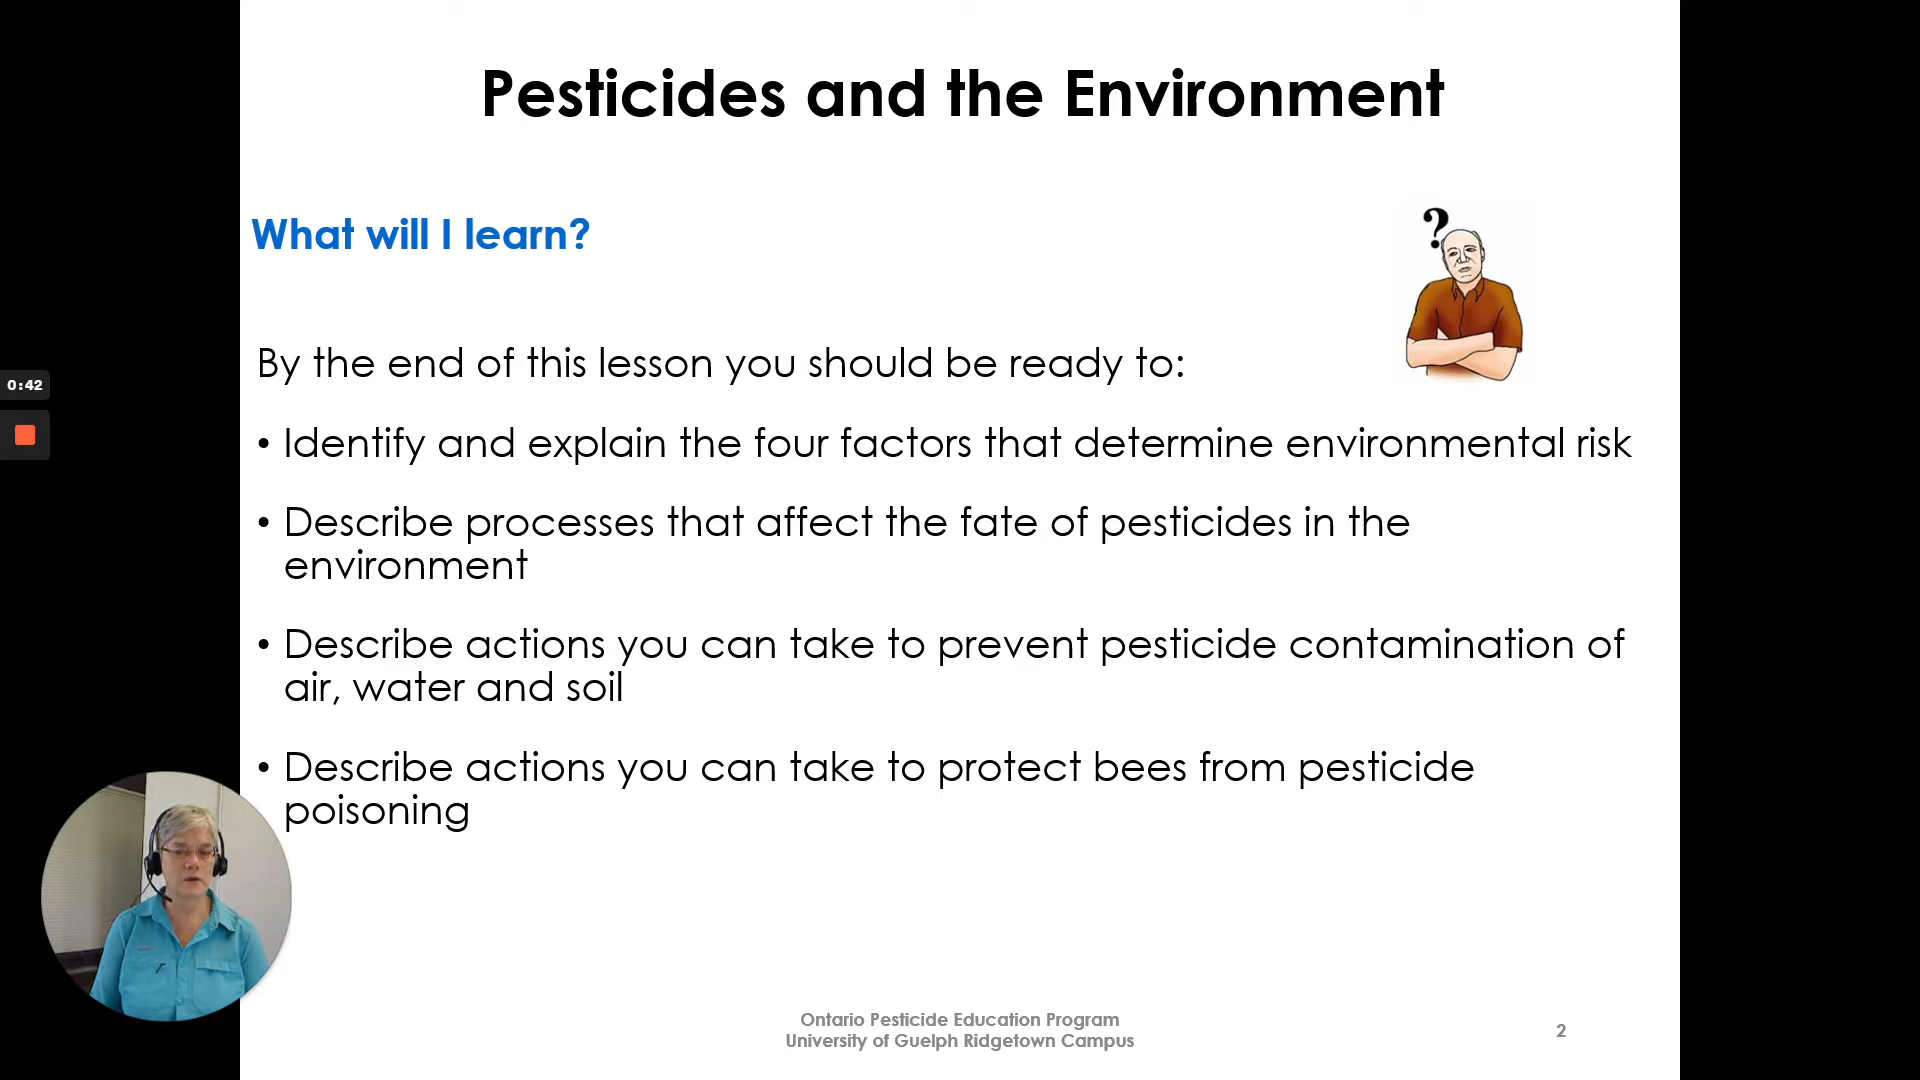 Pesticides and the Environment
What will I learn?
?
By the end of this lesson you should be ready to:
• Identify and explain the four factors that determine environmental risk
• Describe processes that affect the fate of pesticides in the
environment
• Describe actions you can take to prevent pesticide contamination of
air, water and soil
• Describe actions you can take to protect bees from pesticide
poisoning
0:42
Ontario Pesticide Education Program
University of Guelph Ridgetown Campus
2